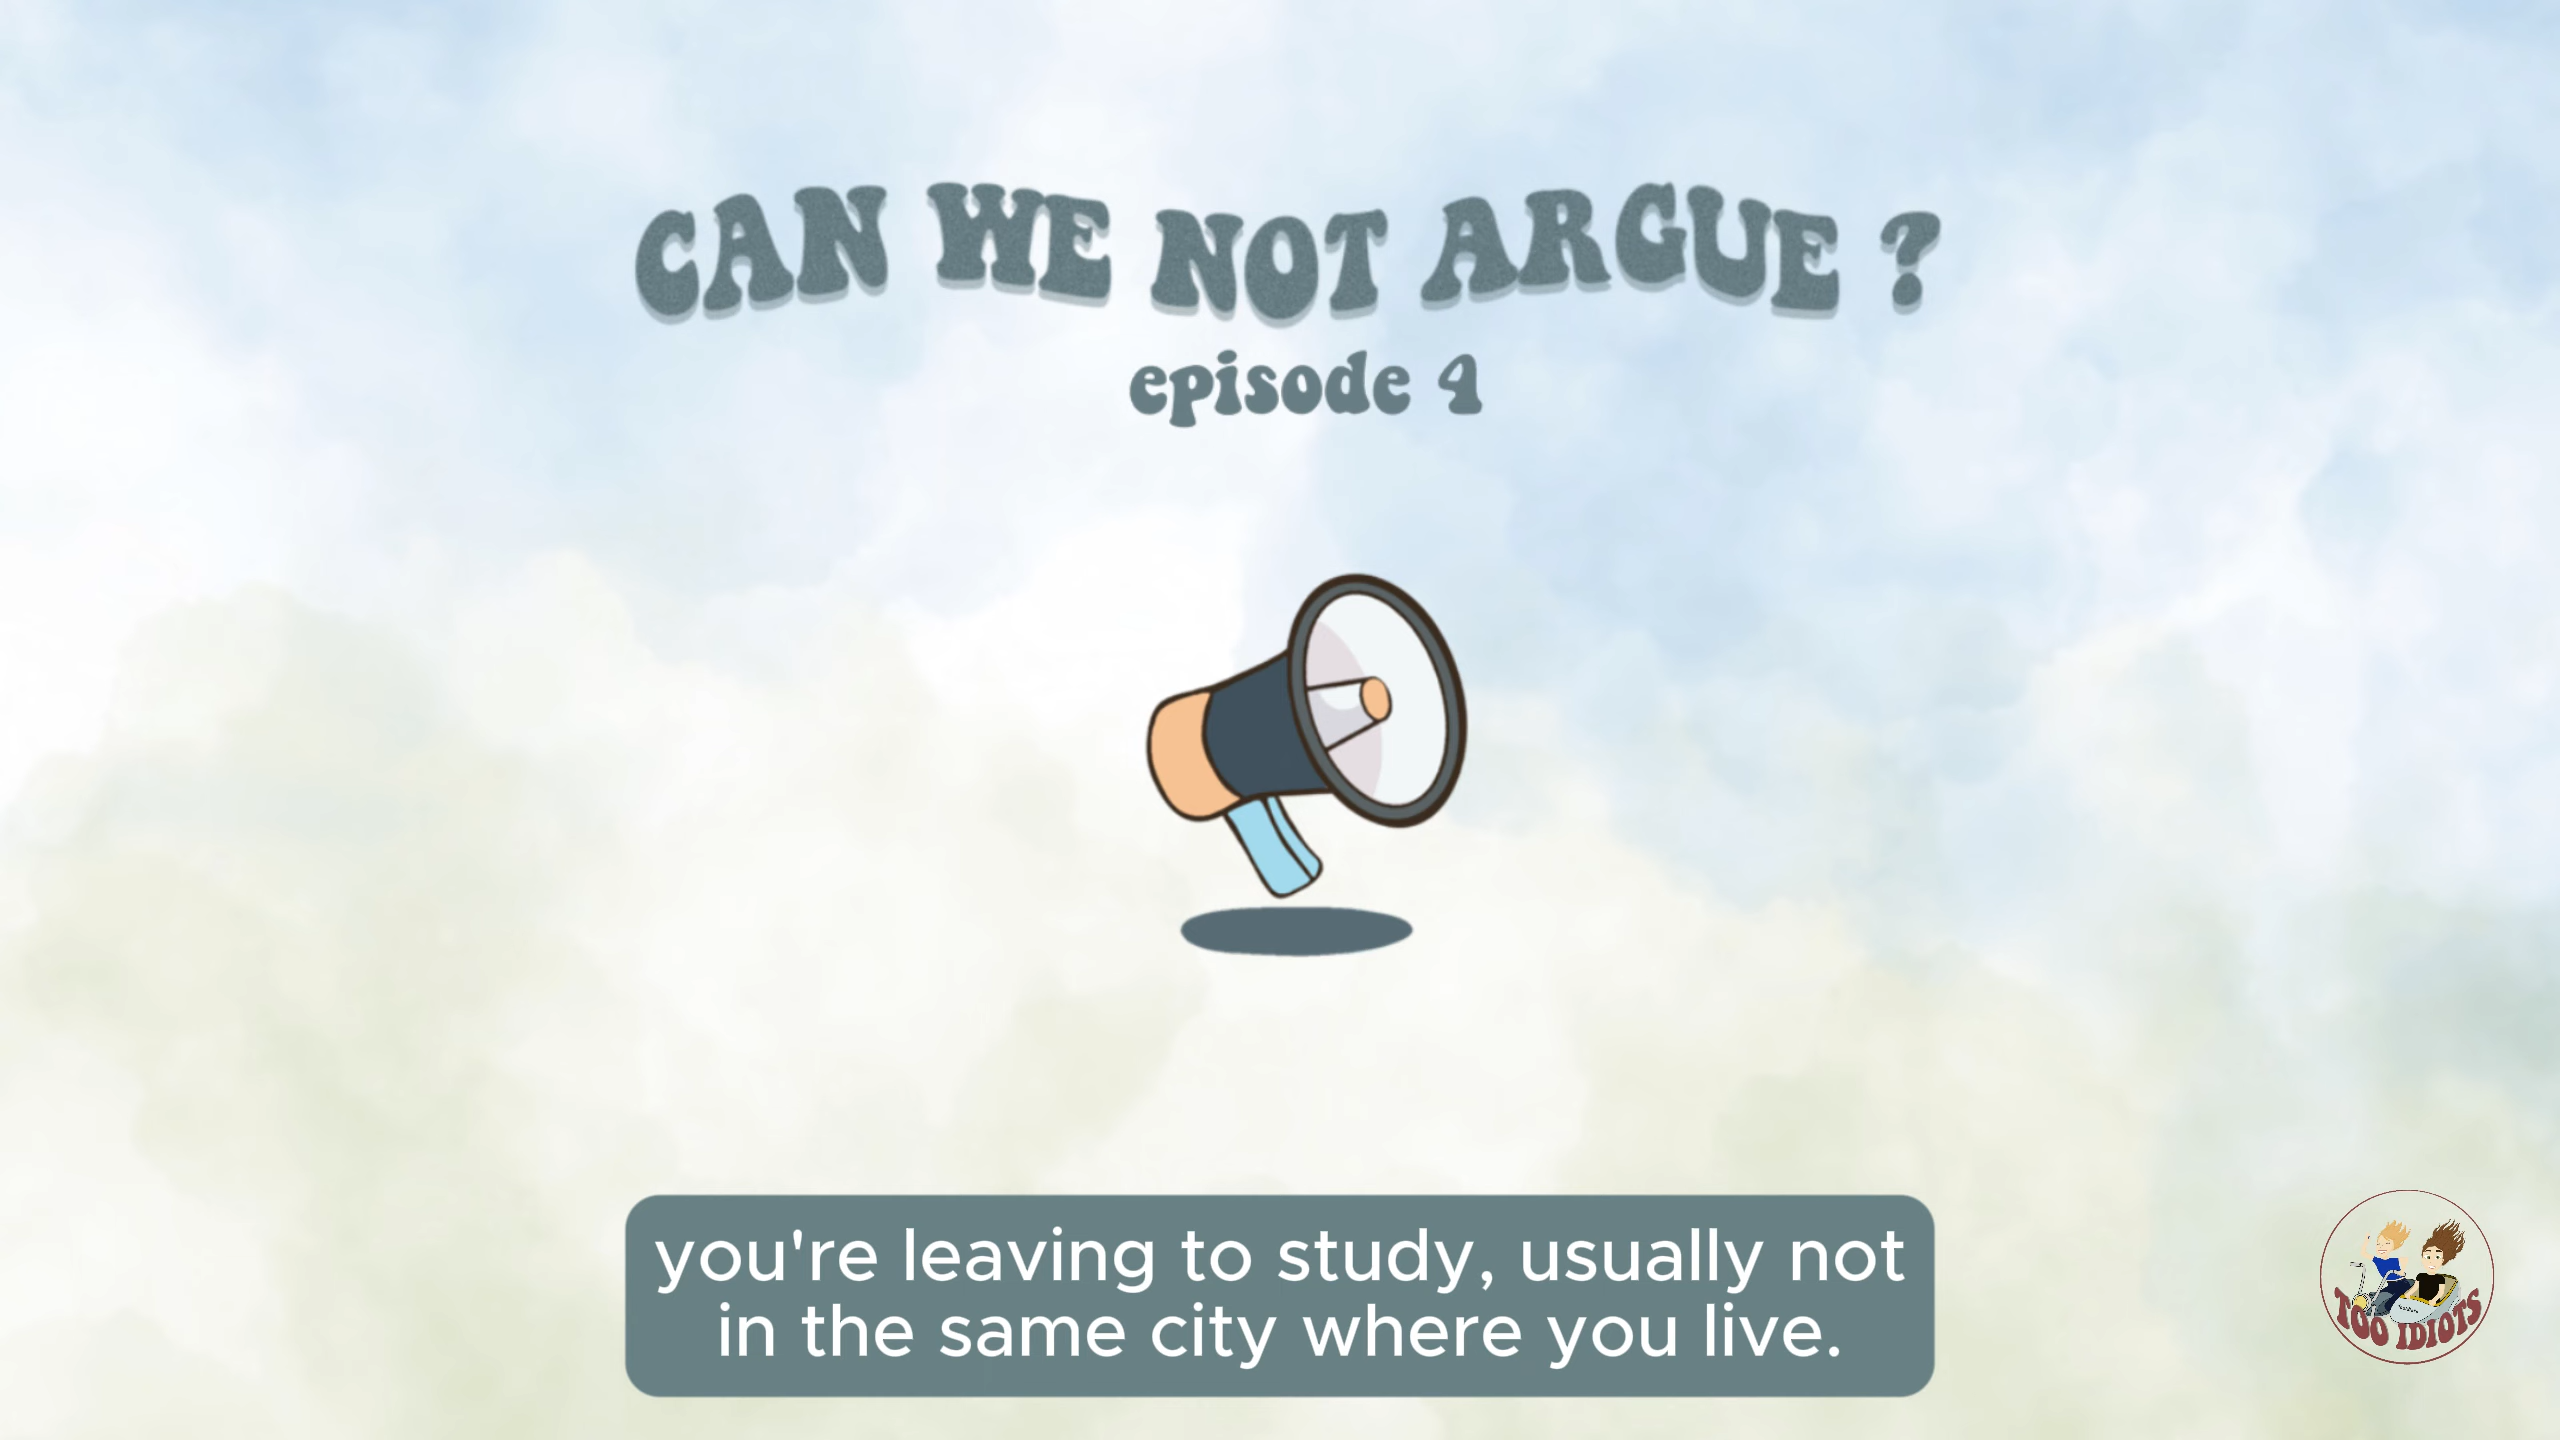 CAN WE NOT ARGUE ?
episode 4
you're leaving to study, usually not
in the same city where you live.
TOO IDIOTS